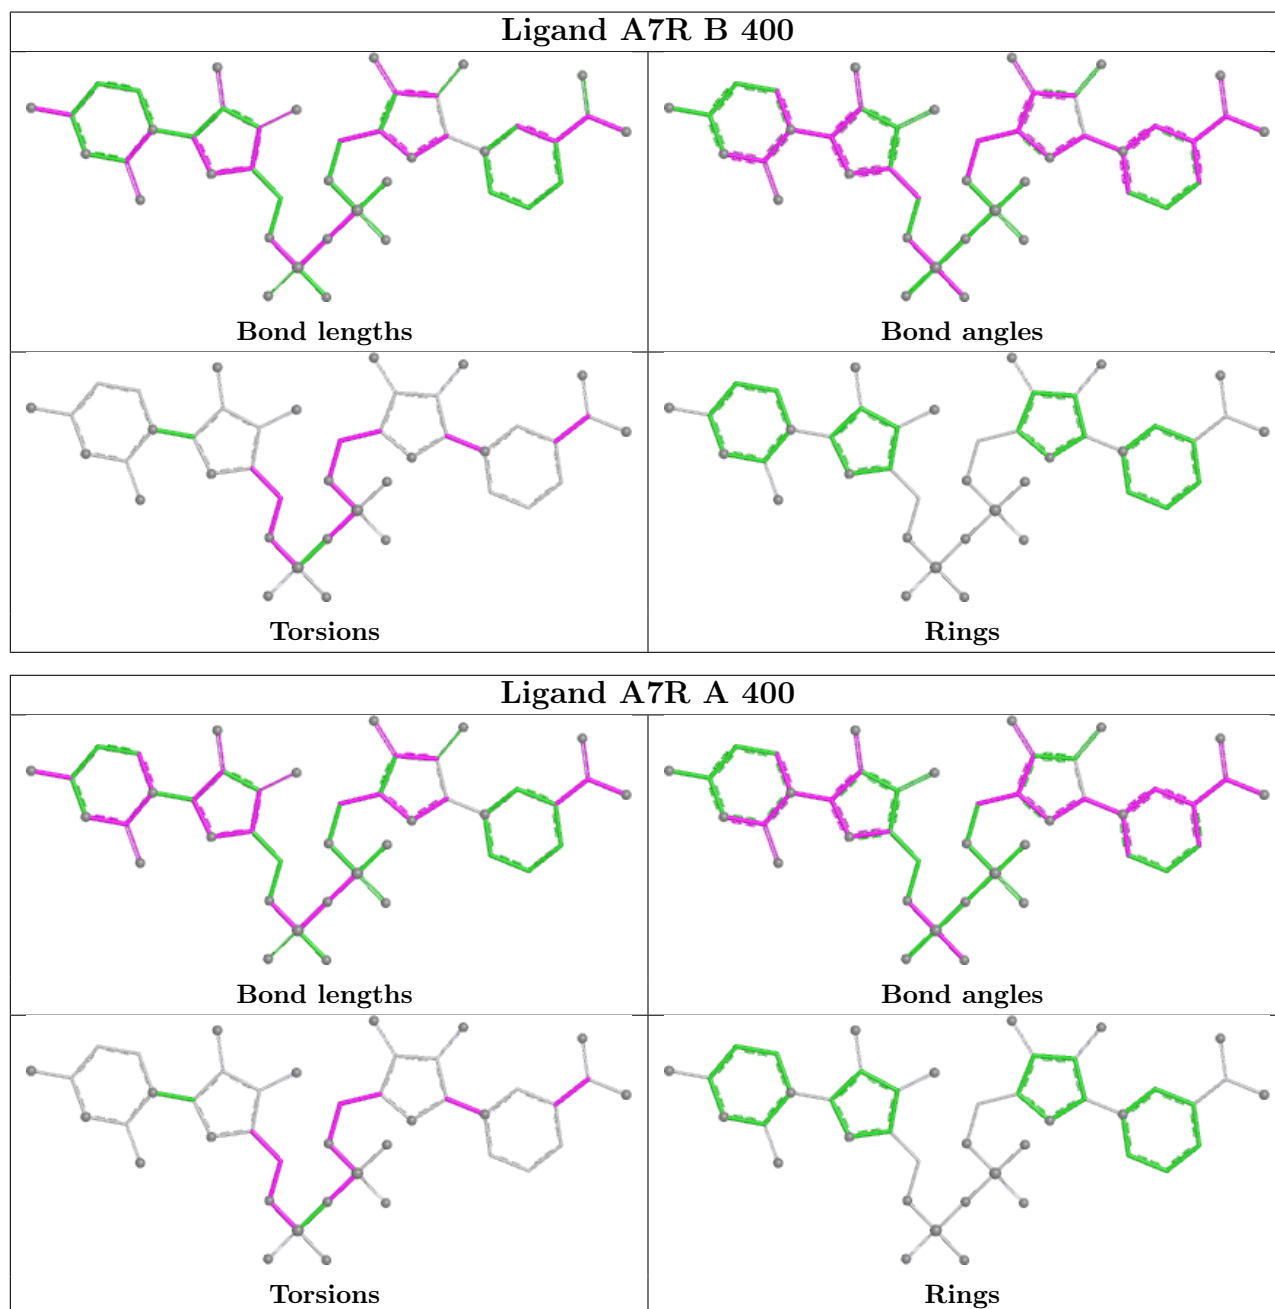 Ligand A7R B 400
Bond lengths
Bond angles
Torsions
Rings
Ligand A7R A 400
Bond lengths
Bond angles
Torsions
Rings